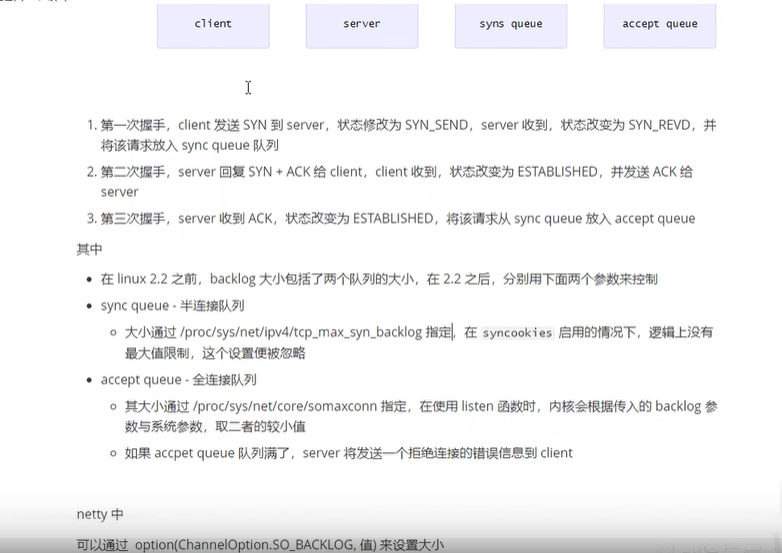 client
server
syns queue
accept queue
1. 第一次握手，client 发送 SYN 到 server，状态修改为 SYN_SEND，server 收到，状态改变为 SYN_REVD，并
将该请求放入 sync queue 队列
2. 第二次握手，server 回复 SYN + ACK 给 client，client 收到，状态改变为 ESTABLISHED，并发送 ACK 给
server
3. 第三次握手，server 收到 ACK，状态改变为 ESTABLISHED，将该请求从 sync queue 放入 accept queue
其中
在 linux 2.2 之前，backlog 大小包括了两个队列的大小，在 2.2 之后，分别用下面两个参数来控制
sync queue - 半连接队列
大小通过 /proc/sys/net/ipv4/tcp_max_syn_backlog 指定，在 syncookies 启用的情况下，逻辑上没有
最大值限制，这个设置便被忽略
accept queue - 全连接队列
其大小通过 /proc/sys/net/core/somaxconn 指定，在使用 listen 函数时，内核会根据传入的 backlog 参
数与系统参数，取二者的较小值
如果 accpet queue 队列满了，server 将发送一个拒绝连接的错误信息到 client
netty 中
可以通过 option(ChannelOption.SO_BACKLOG, 值) 来设置大小